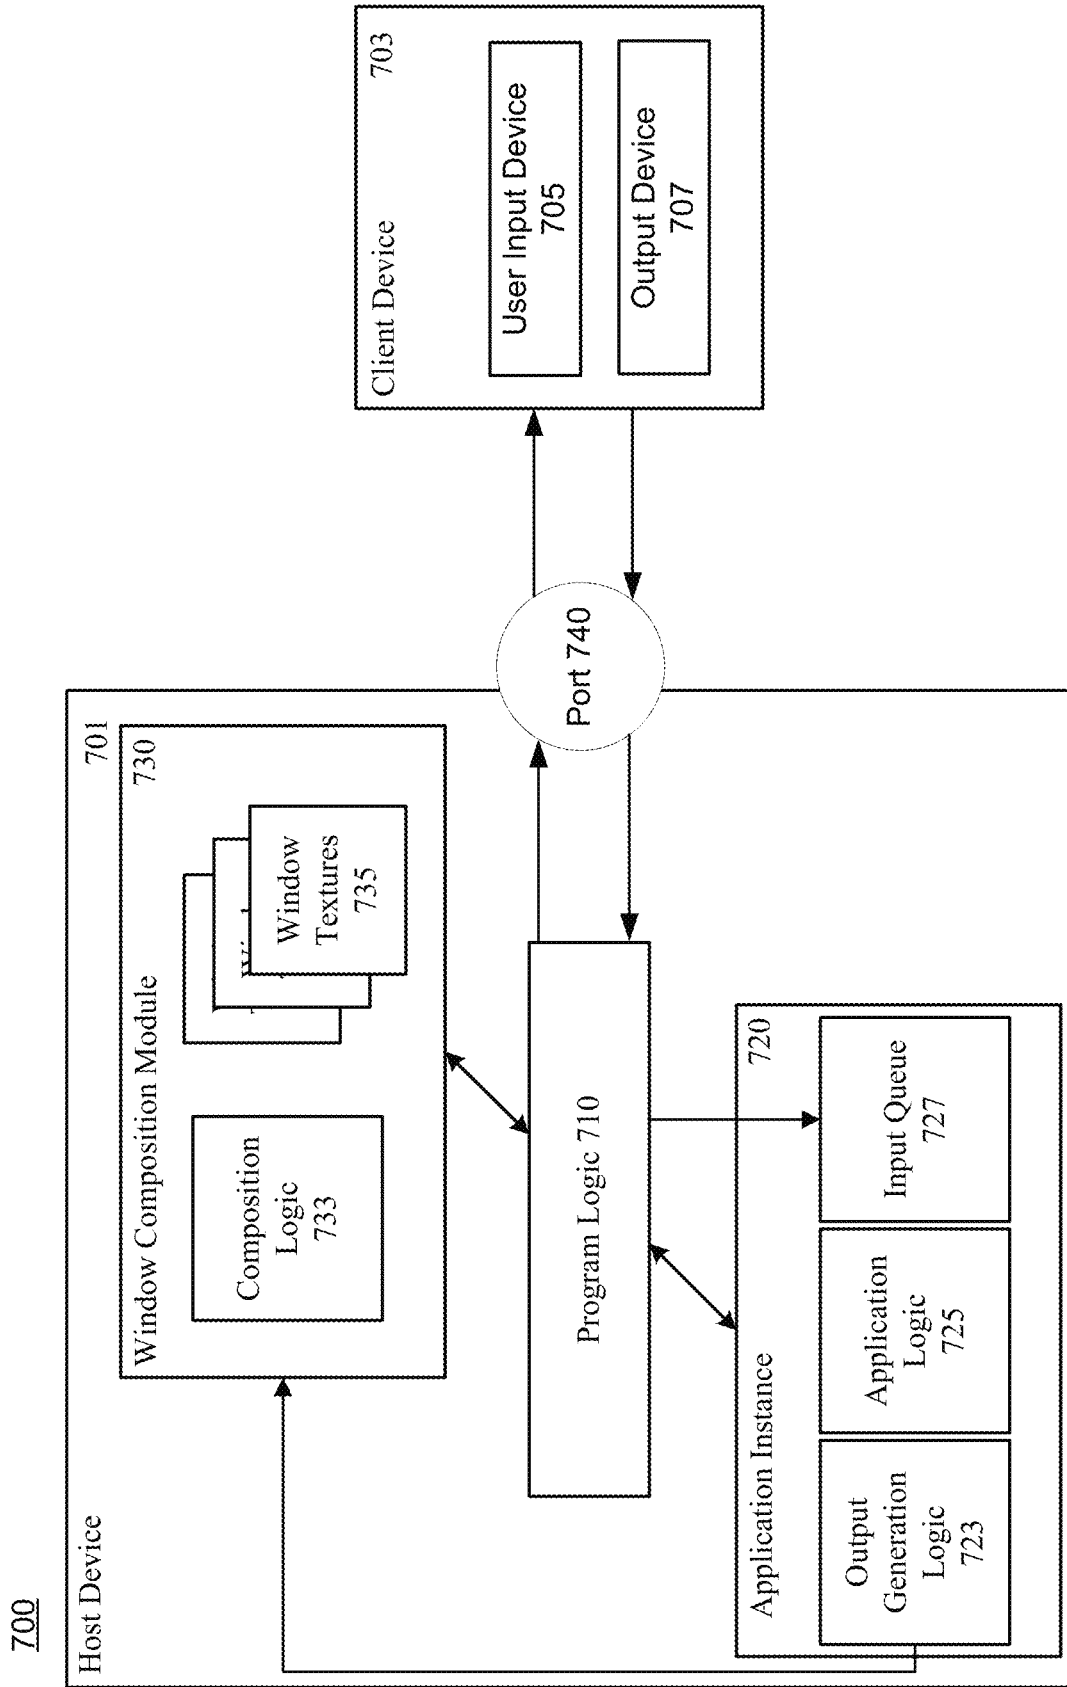 700
Host Device
701
Window Composition Module
730
Composition
Logic
733
Window
Textures
735
Program Logic 710
Application Instance
720
Output
Generation
Logic
723
Application
Logic
725
Input Queue
727
Port 740
Client Device
703
User Input Device
705
Output Device
707